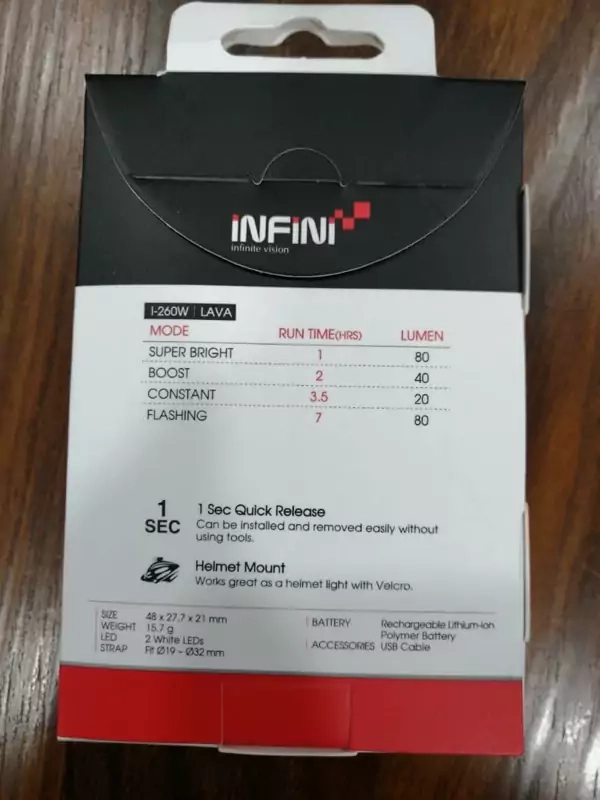 iNFiNi
infinite vision
I-260W | LAVA
MODE RUN TIME(HRS) LUMEN
SUPER BRIGHT 1 80
BOOST 2 40
CONSTANT 3.5 20
FLASHING 7 80
1 SEC
1 Sec Quick Release
Can be installed and removed easily without
using tools.
Helmet Mount
Works great as a helmet light with Velcro.
SIZE 48 x 27.7 x 21 mm
WEIGHT 15.7 g
LED 2 White LEDs
STRAP Fit Ø19 ~ Ø32 mm
BATTERY Rechargeable Lithium-ion
Polymer Battery
ACCESSORIES USB Cable